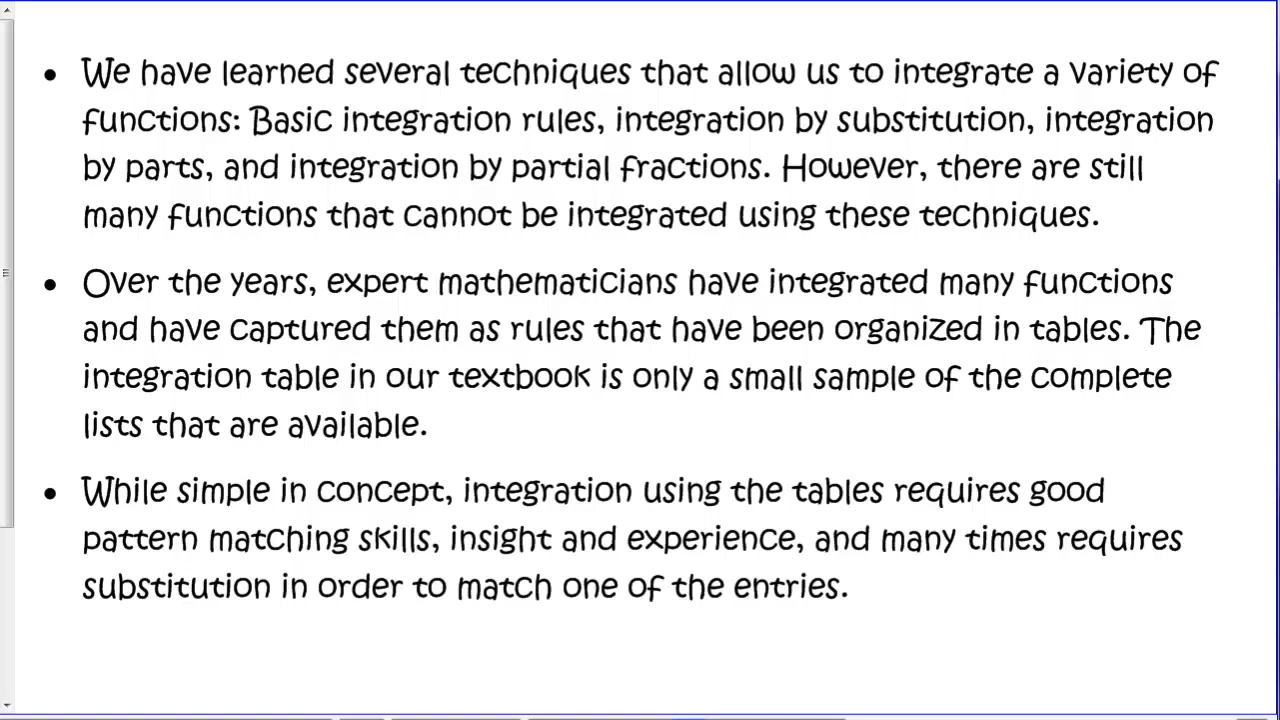 • We have learned several techniques that allow us to integrate a variety of
functions: Basic integration rules, integration by substitution, integration
by parts, and integration by partial fractions. However, there are still
many functions that cannot be integrated using these techniques.
• Over the years, expert mathematicians have integrated many functions
and have captured them as rules that have been organized in tables. The
integration table in our textbook is only a small sample of the complete
lists that are available.
• While simple in concept, integration using the tables requires good
pattern matching skills, insight and experience, and many times requires
substitution in order to match one of the entries.